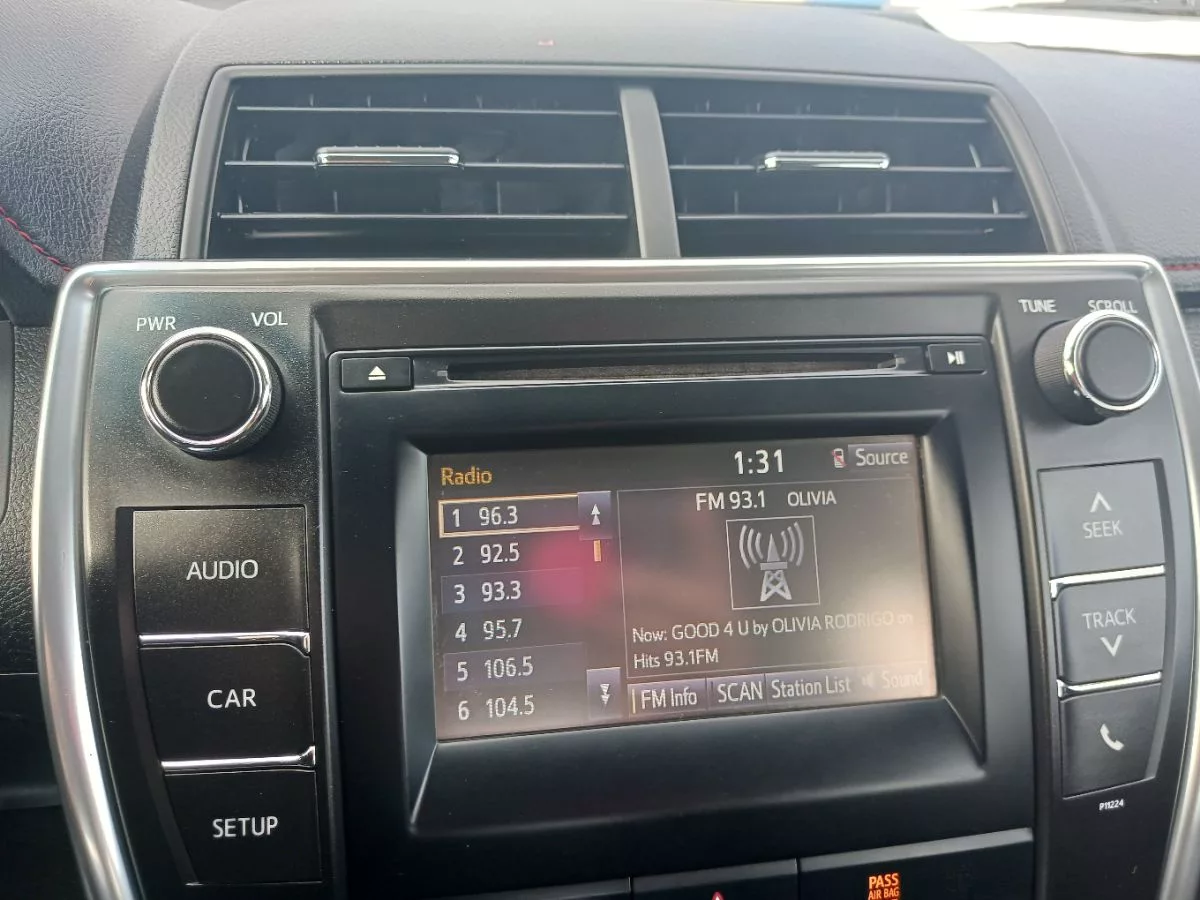 PWR VOL
TUNE SCROLL
Radio
1:31
Source
FM 93.1 OLIVIA
1 96.3
2 92.5
3 93.3
4 95.7
5 106.5
6 104.5
Now: GOOD 4 U by OLIVIA RODRIGO on
Hits 93.1FM
FM Info SCAN Station List Sound
AUDIO
CAR
SETUP
SEEK
TRACK
P11224
PASS
AIR BAG